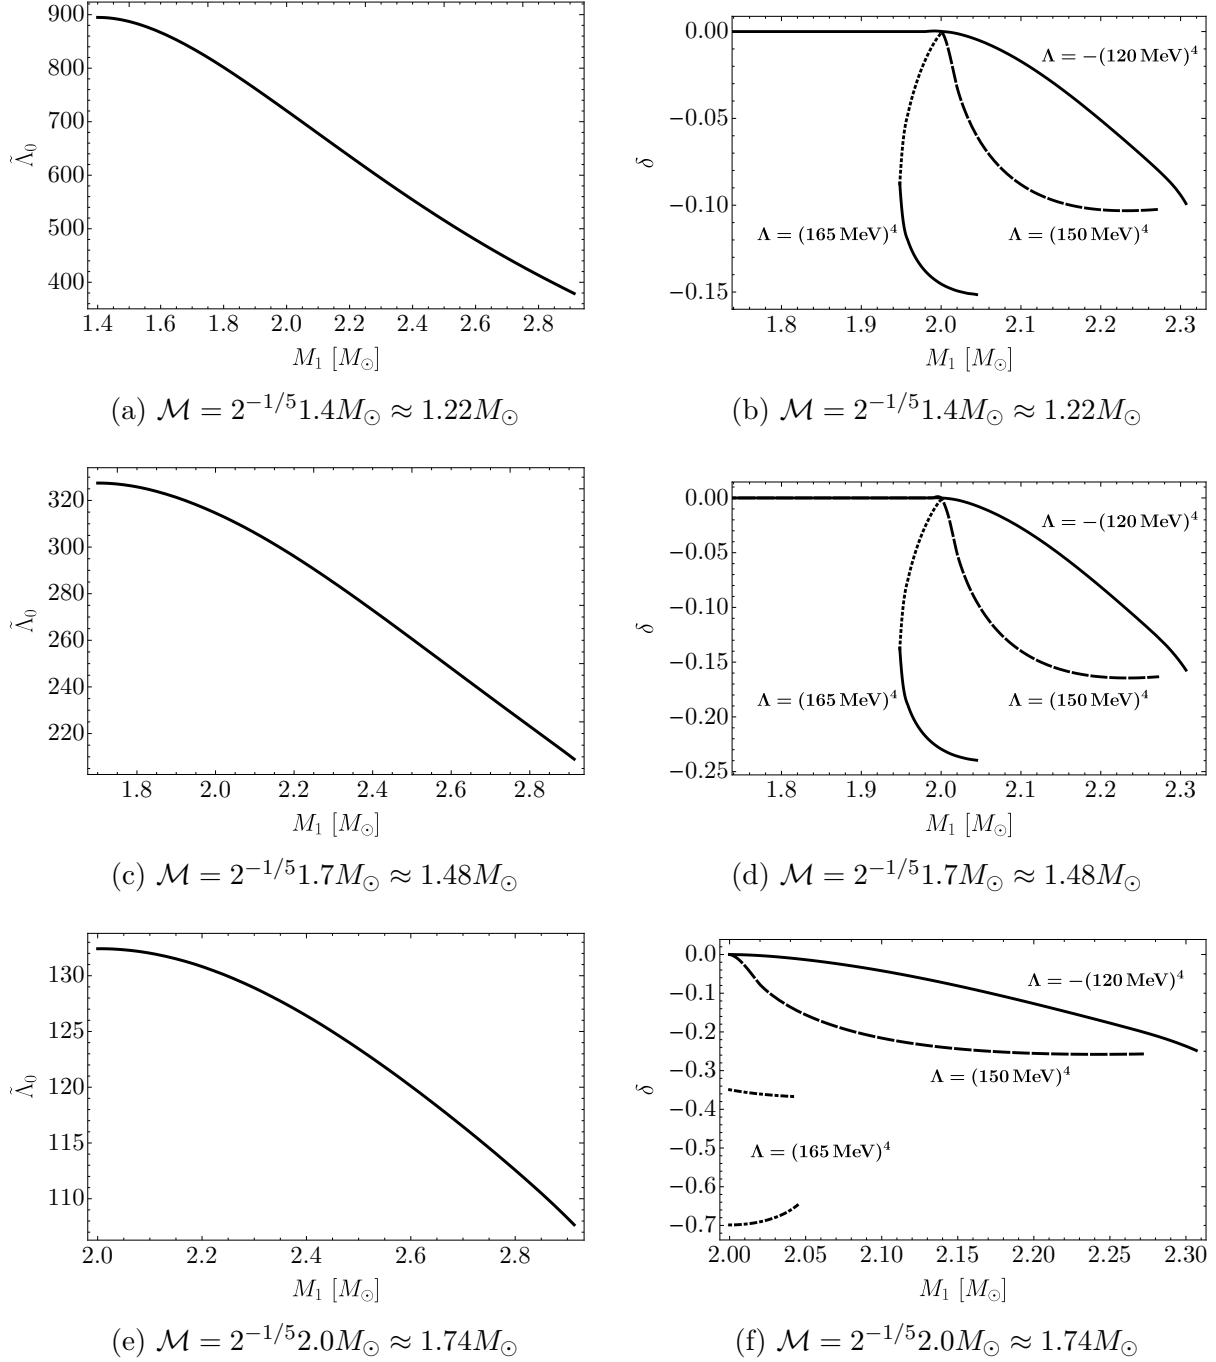 900
800
700
600
500
400
Λ̃₀
1.4 1.6 1.8 2.0 2.2 2.4 2.6 2.8
M₁ [M⊙]
(a) ℳ = 2^{-1/5}1.4M⊙ ≈ 1.22M⊙
0.00
−0.05
−0.10
−0.15
δ
Λ = −(120 MeV)⁴
Λ = (165 MeV)⁴
Λ = (150 MeV)⁴
1.8 1.9 2.0 2.1 2.2 2.3
M₁ [M⊙]
(b) ℳ = 2^{-1/5}1.4M⊙ ≈ 1.22M⊙
320
300
280
260
240
220
Λ̃₀
1.8 2.0 2.2 2.4 2.6 2.8
M₁ [M⊙]
(c) ℳ = 2^{-1/5}1.7M⊙ ≈ 1.48M⊙
0.00
−0.05
−0.10
−0.15
−0.20
−0.25
δ
Λ = −(120 MeV)⁴
Λ = (165 MeV)⁴
Λ = (150 MeV)⁴
1.8 1.9 2.0 2.1 2.2 2.3
M₁ [M⊙]
(d) ℳ = 2^{-1/5}1.7M⊙ ≈ 1.48M⊙
130
125
120
115
110
Λ̃₀
2.0 2.2 2.4 2.6 2.8
M₁ [M⊙]
(e) ℳ = 2^{-1/5}2.0M⊙ ≈ 1.74M⊙
0.0
−0.1
−0.2
−0.3
−0.4
−0.5
−0.6
−0.7
δ
Λ = −(120 MeV)⁴
Λ = (150 MeV)⁴
Λ = (165 MeV)⁴
2.00 2.05 2.10 2.15 2.20 2.25 2.30
M₁ [M⊙]
(f) ℳ = 2^{-1/5}2.0M⊙ ≈ 1.74M⊙